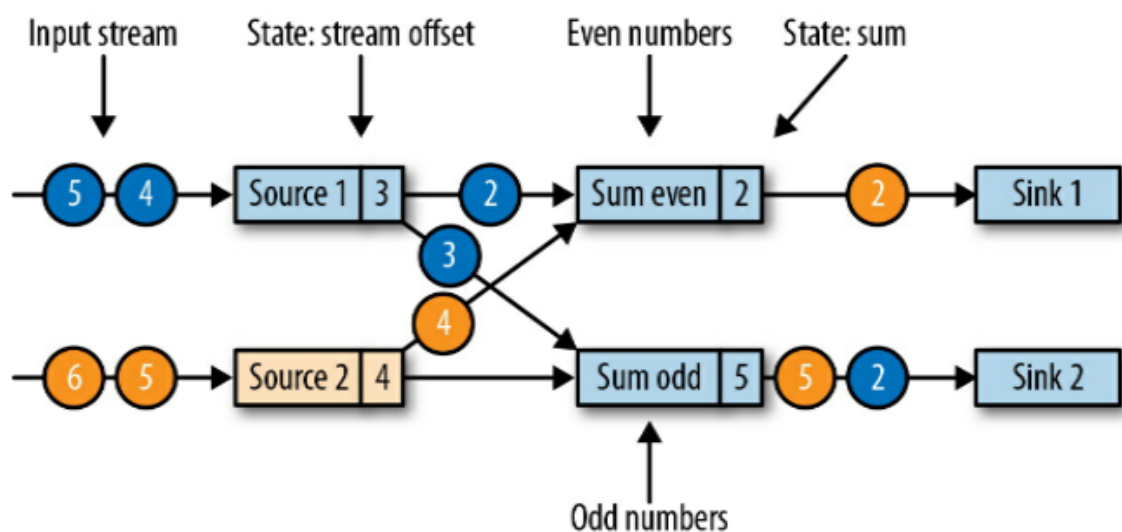 Input stream
State: stream offset
Even numbers
State: sum
5
4
Source 1
3
2
Sum even
2
2
Sink 1
3
4
6
5
Source 2
4
Sum odd
5
5
2
Sink 2
Odd numbers